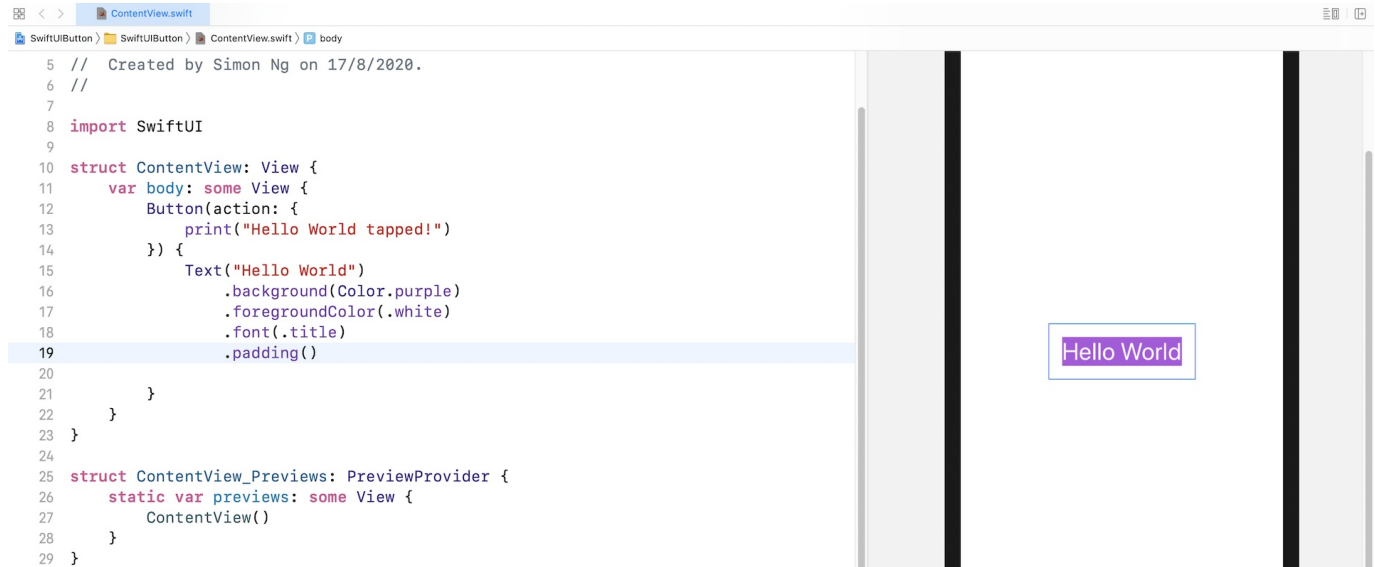 ContentView.swift
SwiftUIButton 〉 SwiftUIButton 〉 ContentView.swift 〉 P body
5 //  Created by Simon Ng on 17/8/2020.
6 //
7
8 import SwiftUI
9
10 struct ContentView: View {
11     var body: some View {
12         Button(action: {
13             print("Hello World tapped!")
14         }) {
15             Text("Hello World")
16                 .background(Color.purple)
17                 .foregroundColor(.white)
18                 .font(.title)
19                 .padding()
20
21         }
22     }
23 }
24
25 struct ContentView_Previews: PreviewProvider {
26     static var previews: some View {
27         ContentView()
28     }
29 }
Hello World